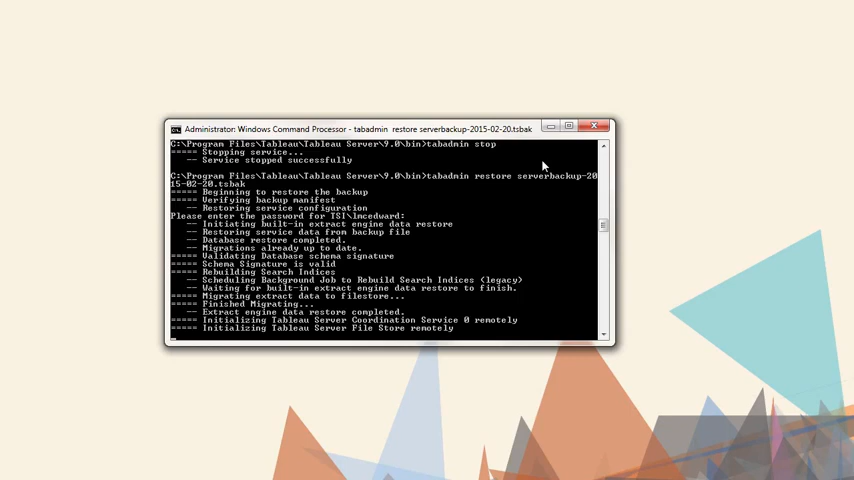 Administrator: Windows Command Processor - tabadmin restore serverbackup-2015-02-20.tsbak
C:\Program Files\Tableau\Tableau Server\9.0\bin>tabadmin stop
===== Stopping service...
-- Service stopped successfully
C:\Program Files\Tableau\Tableau Server\9.0\bin>tabadmin restore serverbackup-20
15-02-20.tsbak
===== Beginning to restore the backup
===== Verifying backup manifest
-- Restoring service configuration
Please enter the password for TSI\lmcedward:
-- Initiating built-in extract engine data restore
-- Restoring service data from backup file
-- Database restore completed.
-- Migrations already up to date.
===== Validating Database schema signature
===== Schema Signature is valid
===== Rebuilding Search Indices
-- Scheduling Background Job to Rebuild Search Indices (legacy)
-- Waiting for built-in extract engine data restore to finish.
===== Migrating extract data to filestore...
===== Finished Migrating...
-- Extract engine data restore completed.
===== Initializing Tableau Server Coordination Service 0 remotely
===== Initializing Tableau Server File Store remotely